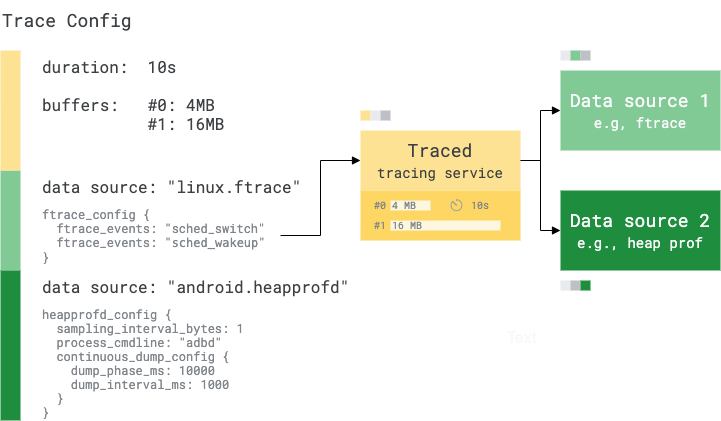 Trace Config
duration: 10s
buffers: #0: 4MB
#1: 16MB
data source: "linux.ftrace"
ftrace_config {
ftrace_events: "sched_switch"
ftrace_events: "sched_wakeup"
}
data source: "android.heapprofd"
heapprofd_config {
sampling_interval_bytes: 1
process_cmdline: "adbd"
continuous_dump_config {
dump_phase_ms: 10000
dump_interval_ms: 1000
}
}
Traced
tracing service
#0 4 MB 10s
#1 16 MB
Data source 1
e.g, ftrace
Data source 2
e.g., heap prof
Text